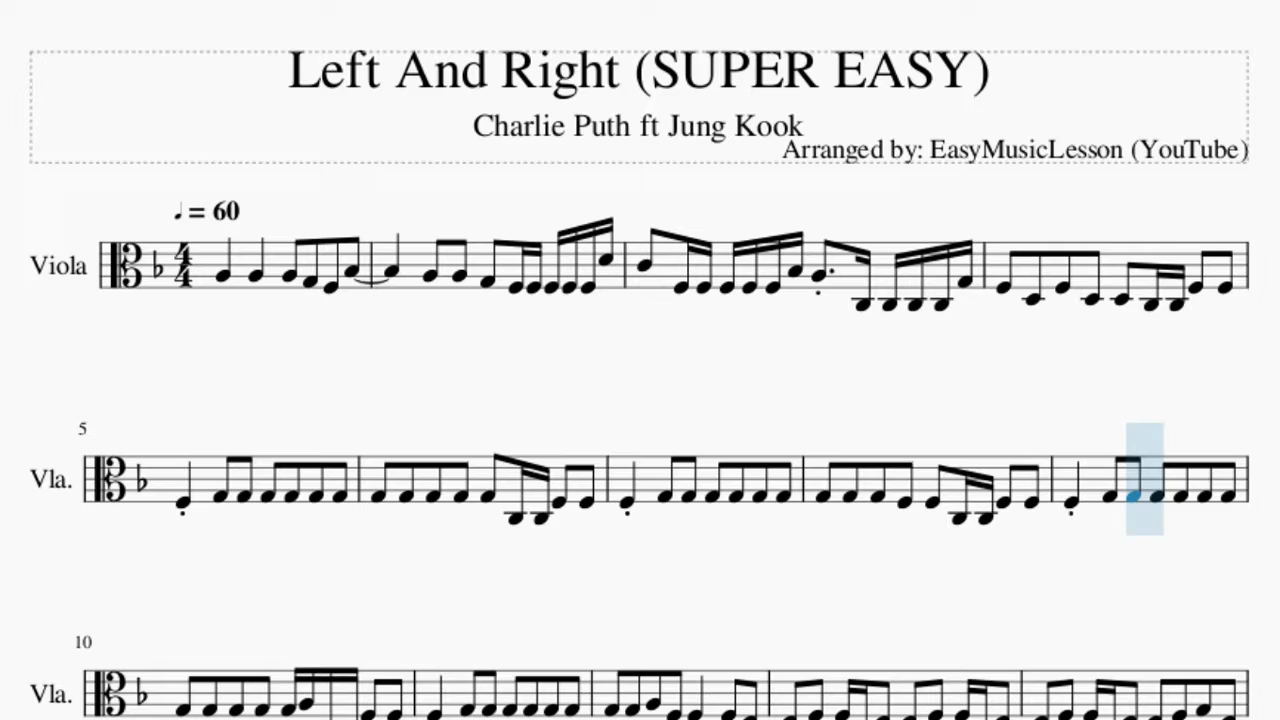 Left And Right (SUPER EASY)
Charlie Puth ft Jung Kook
Arranged by: EasyMusicLesson (YouTube)
♩ = 60
Viola
4
4
5
Vla.
10
Vla.